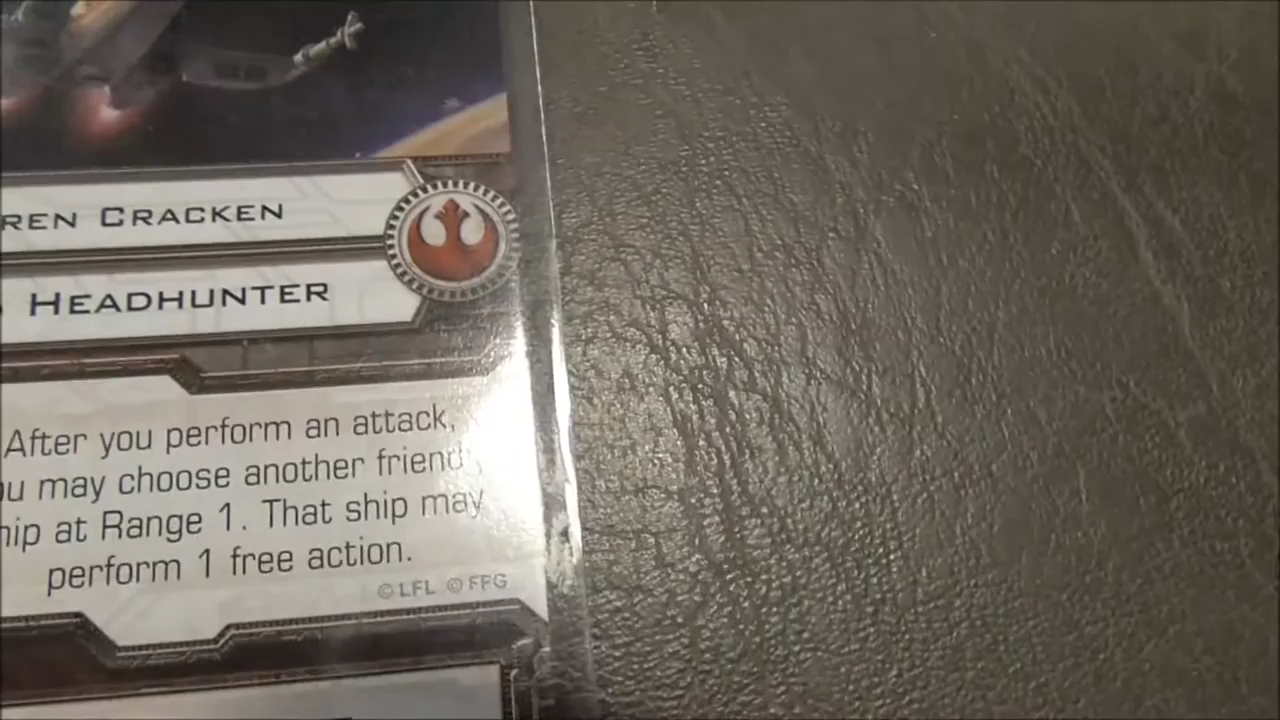 REN CRACKEN
HEADHUNTER
After you perform an attack,
u may choose another friend
hip at Range 1. That ship may
perform 1 free action.
©LFL ©FFG